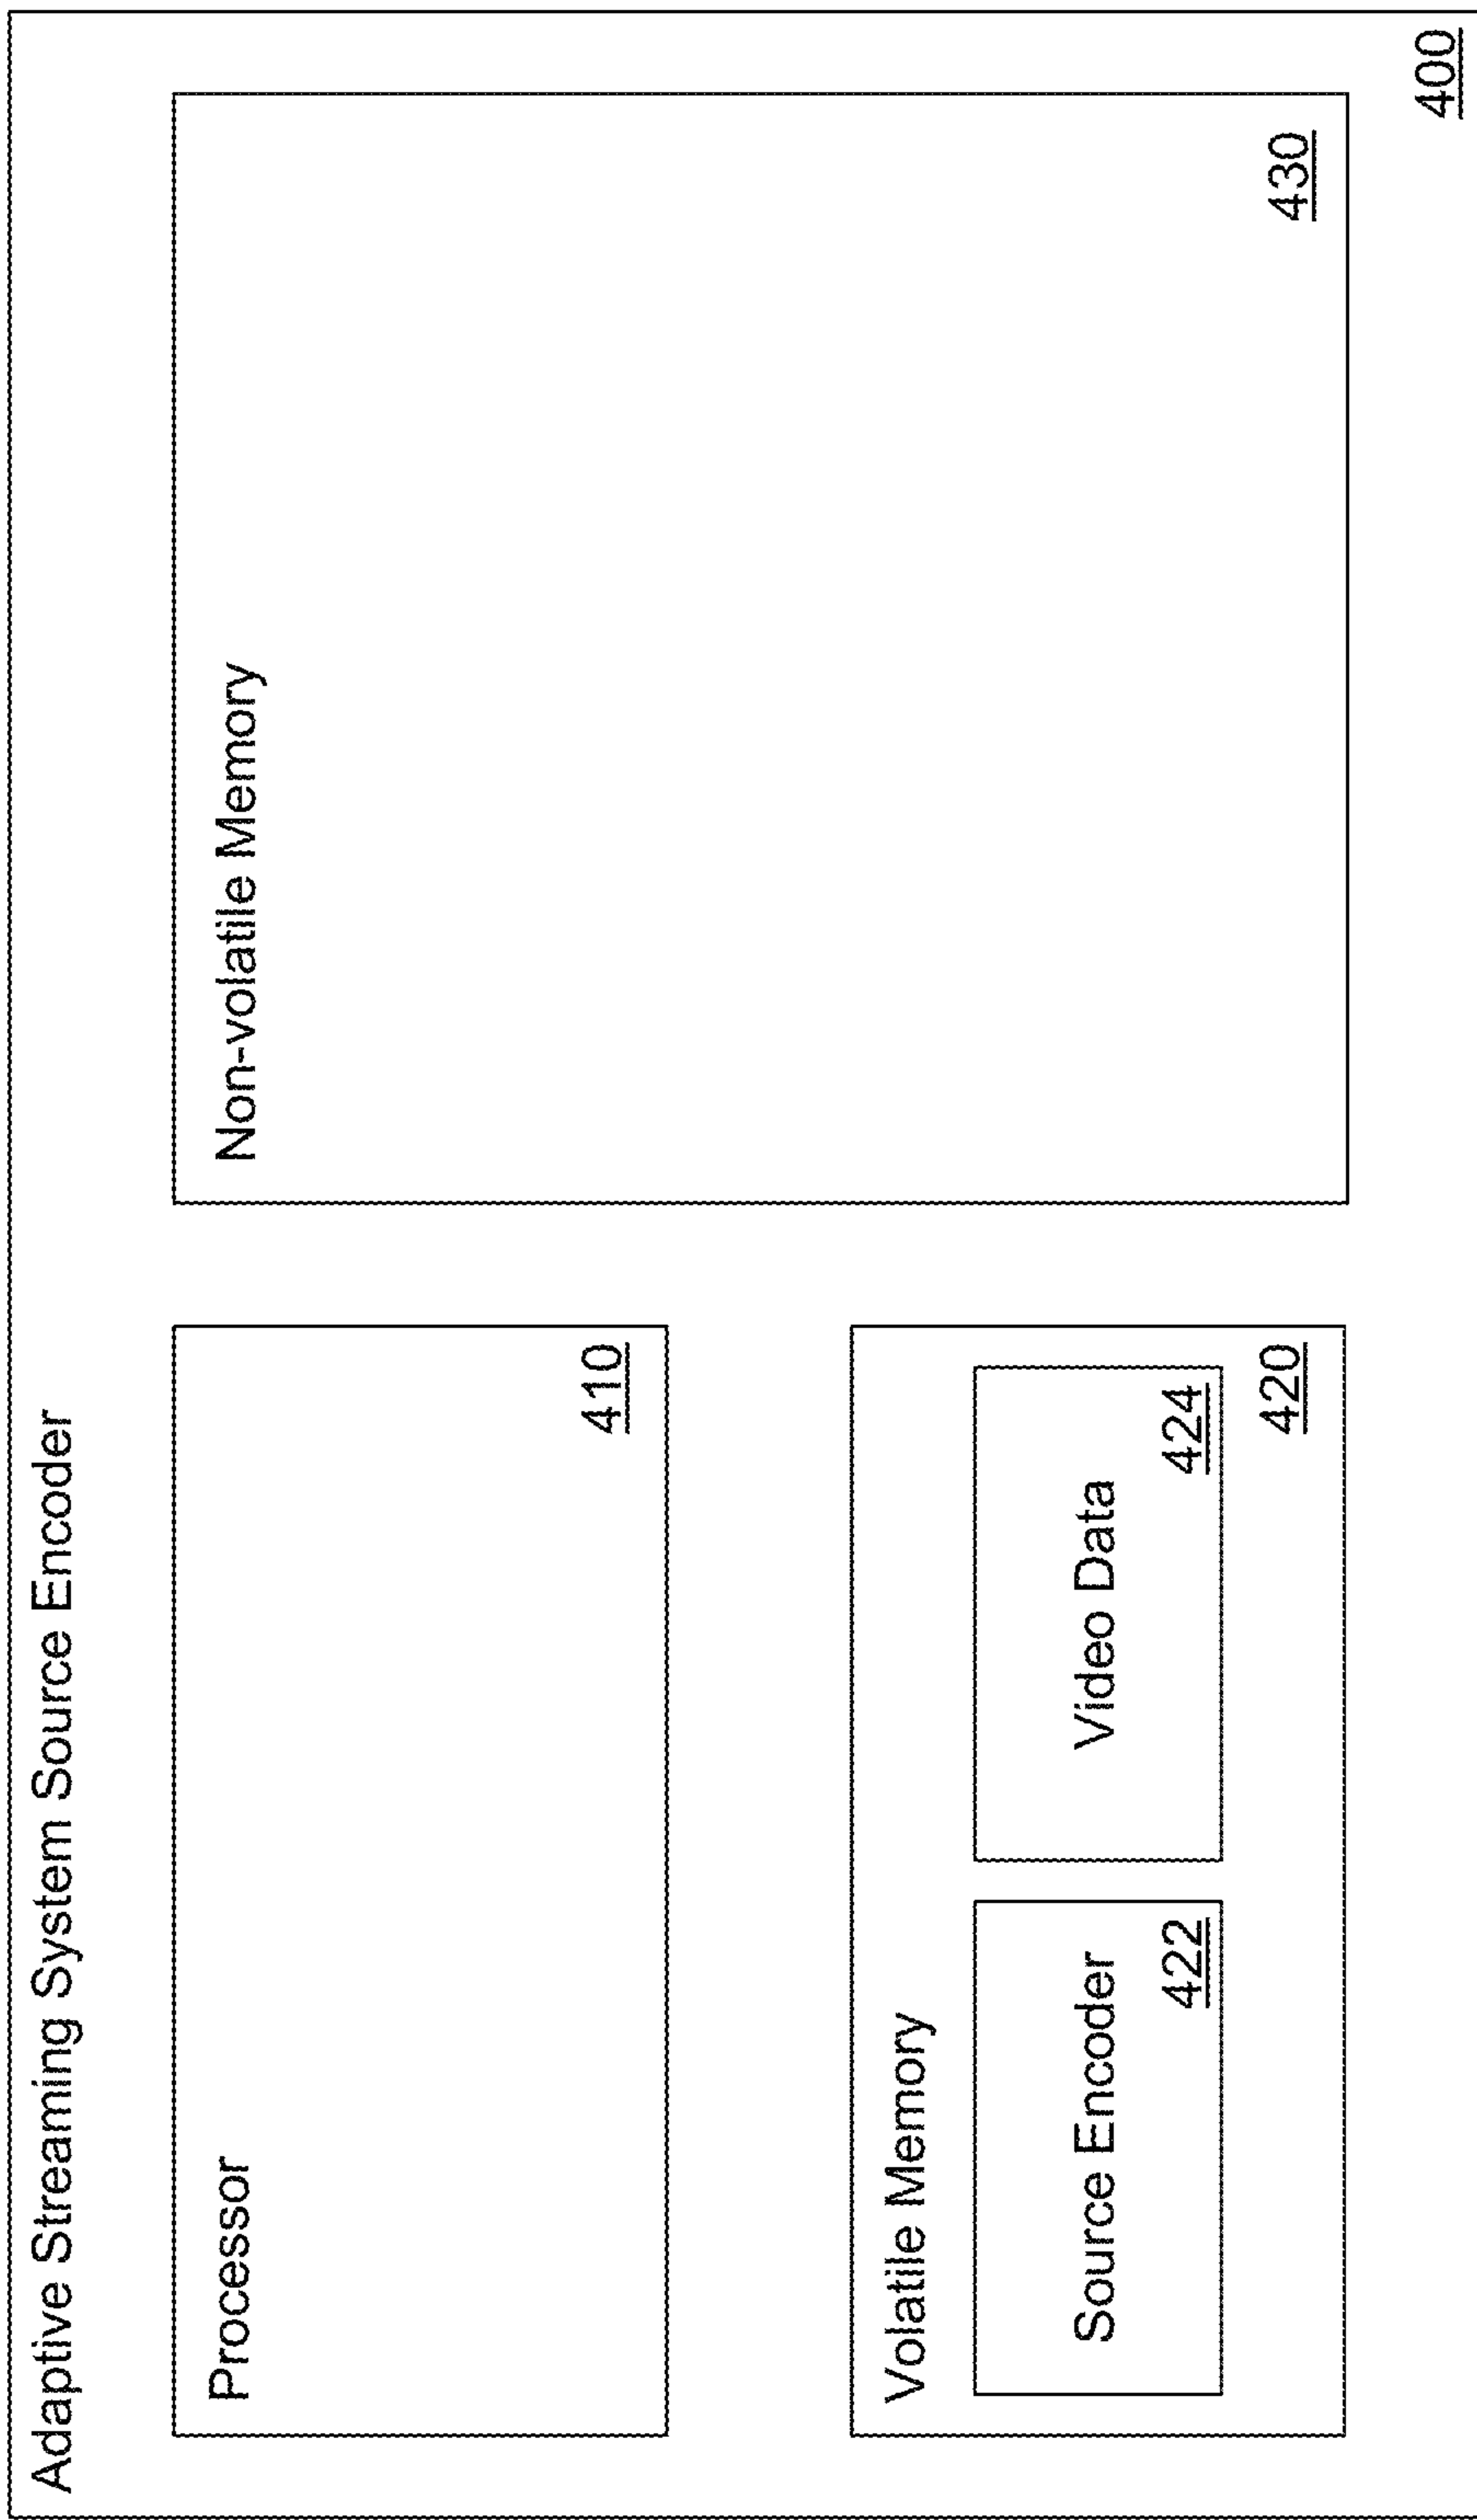 Adaptive Streaming System Source Encoder
Processor
410
Volatile Memory
Source Encoder
422
Video Data
424
420
Non-volatile Memory
430
400